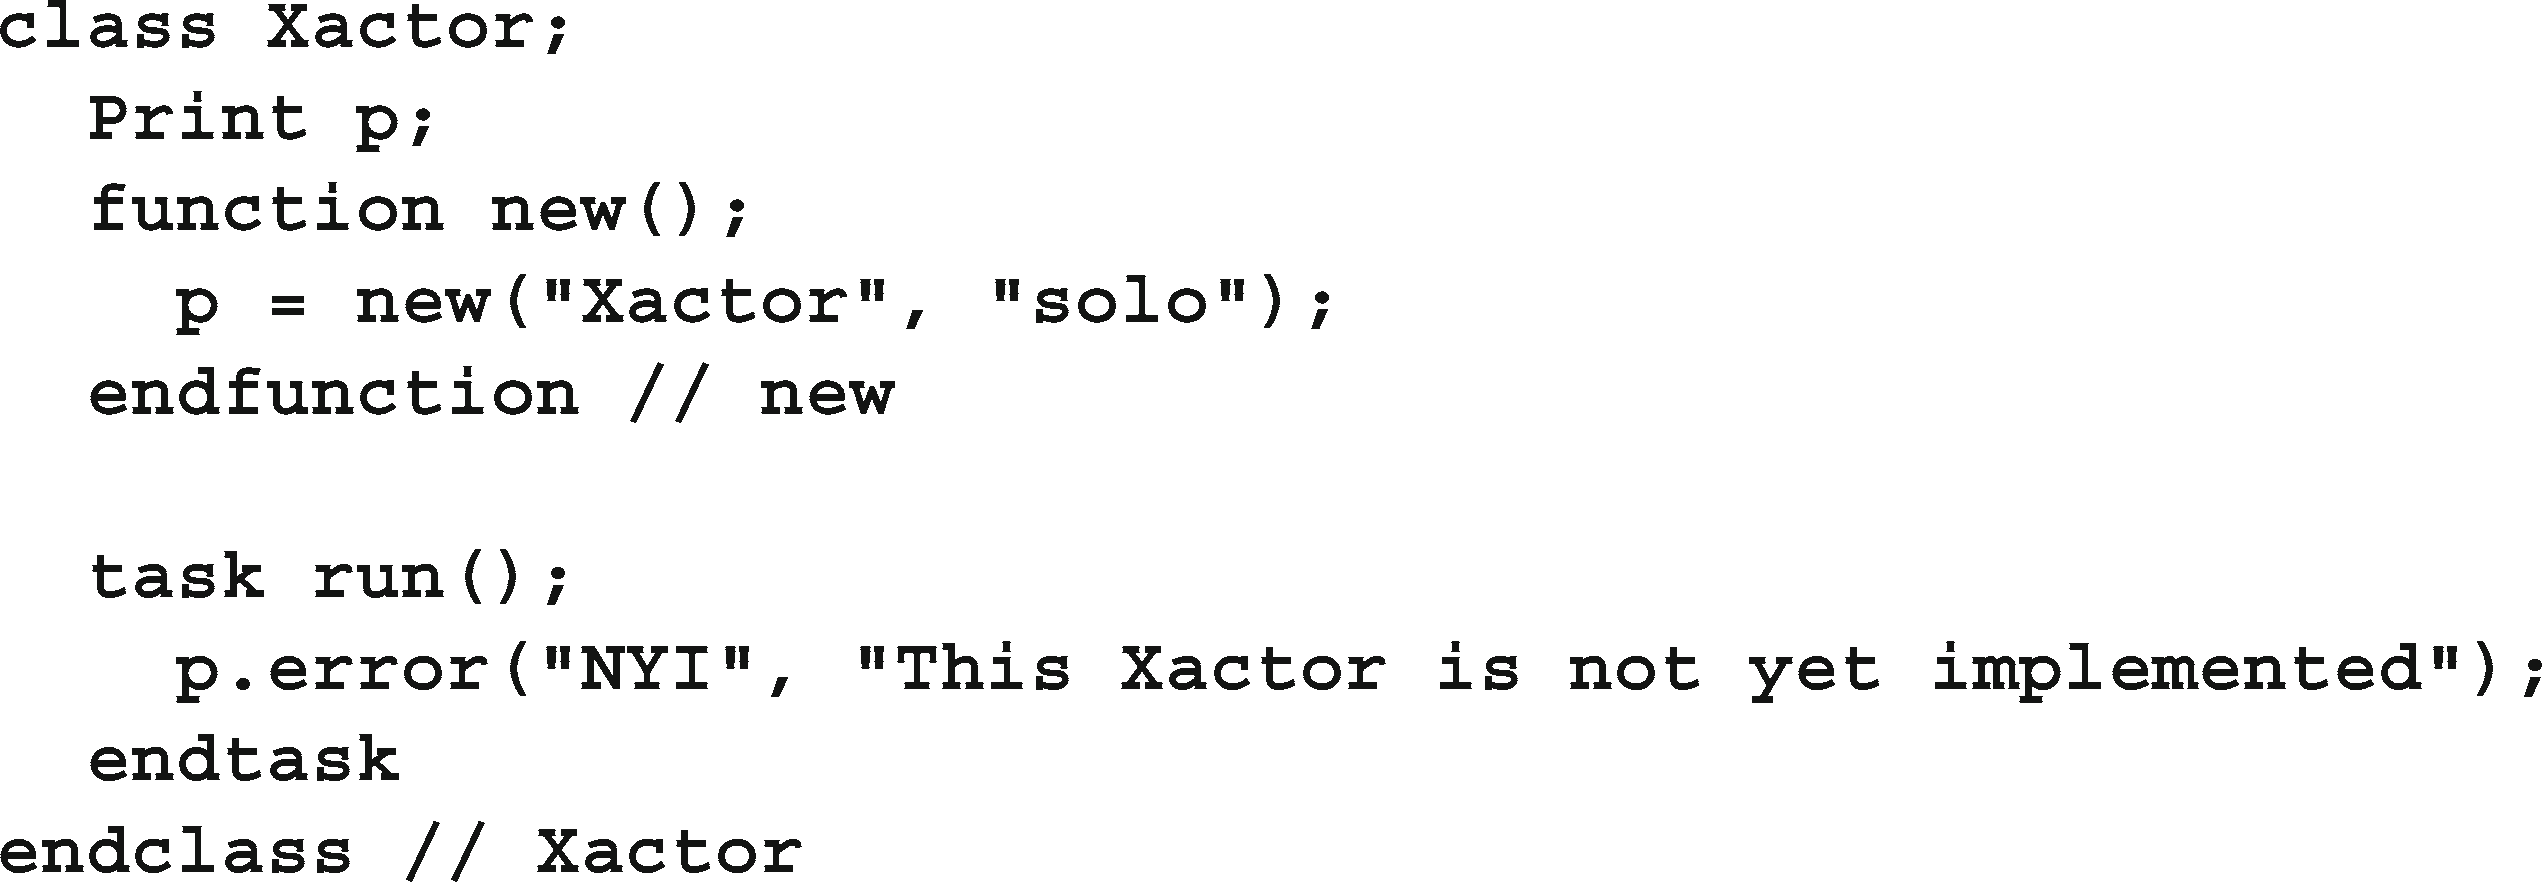 class Xactor;
  Print p;
  function new();
    p = new("Xactor", "solo");
  endfunction // new

  task run();
    p.error("NYI", "This Xactor is not yet implemented");
  endtask
endclass // Xactor